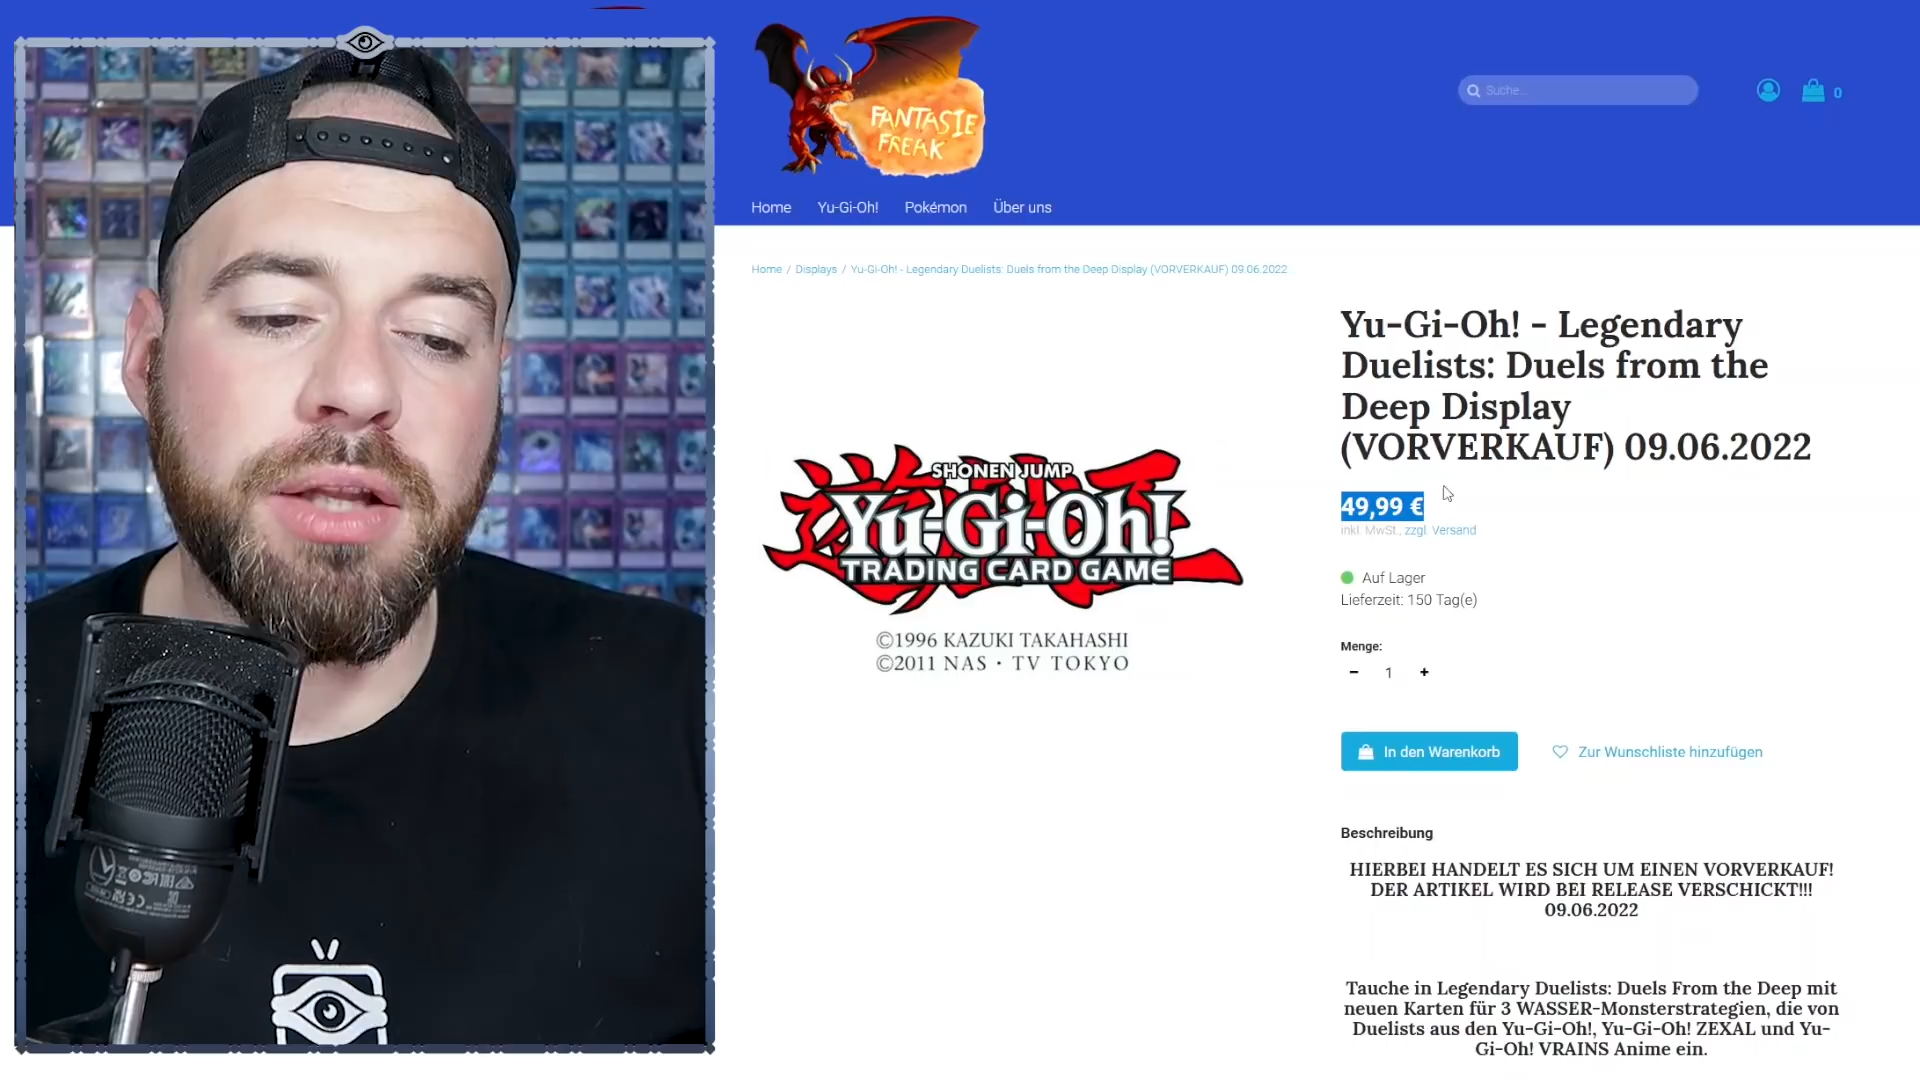 FANTASIE
FREAK
Suche...
0
Home
Yu-Gi-Oh!
Pokémon
Über uns
Home / Displays / Yu-Gi-Oh! - Legendary Duelists: Duels from the Deep Display (VORVERKAUF) 09.06.2022
SHONEN JUMP
Yu-Gi-Oh!
TRADING CARD GAME
©1996 KAZUKI TAKAHASHI
©2011 NAS・TV TOKYO
Yu-Gi-Oh! - Legendary
Duelists: Duels from the
Deep Display
(VORVERKAUF) 09.06.2022
49,99 €
inkl. MwSt., zzgl. Versand
Auf Lager
Lieferzeit: 150 Tag(e)
Menge:
− 1 +
In den Warenkorb
Zur Wunschliste hinzufügen
Beschreibung
HIERBEI HANDELT ES SICH UM EINEN VORVERKAUF!
DER ARTIKEL WIRD BEI RELEASE VERSCHICKT!!!
09.06.2022
Tauche in Legendary Duelists: Duels From the Deep mit
neuen Karten für 3 WASSER-Monsterstrategien, die von
Duelists aus den Yu-Gi-Oh!, Yu-Gi-Oh! ZEXAL und Yu-
Gi-Oh! VRAINS Anime ein.